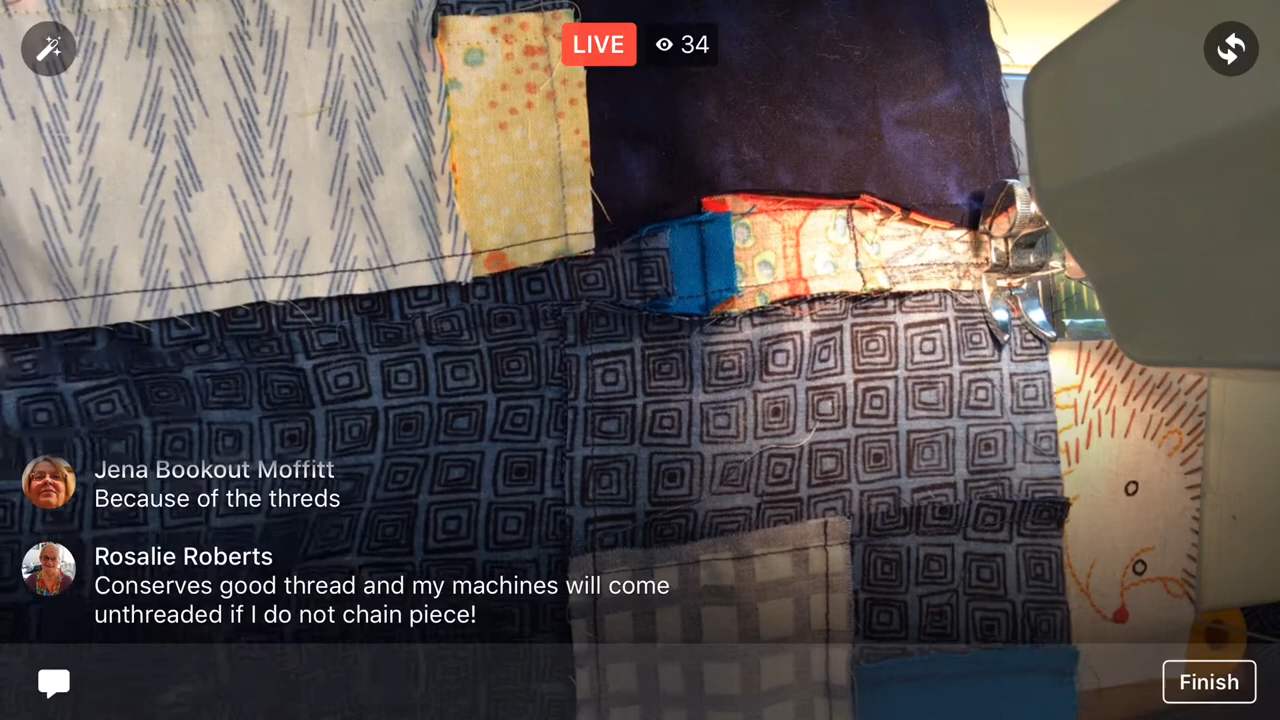 LIVE 34
Jena Bookout Moffitt
Because of the threds
Rosalie Roberts
Conserves good thread and my machines will come
unthreaded if I do not chain piece!
Finish